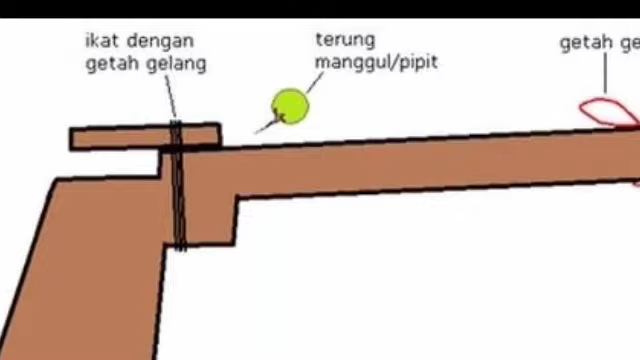 ikat dengan
getah gelang
terung
manggul/pipit
getah ge